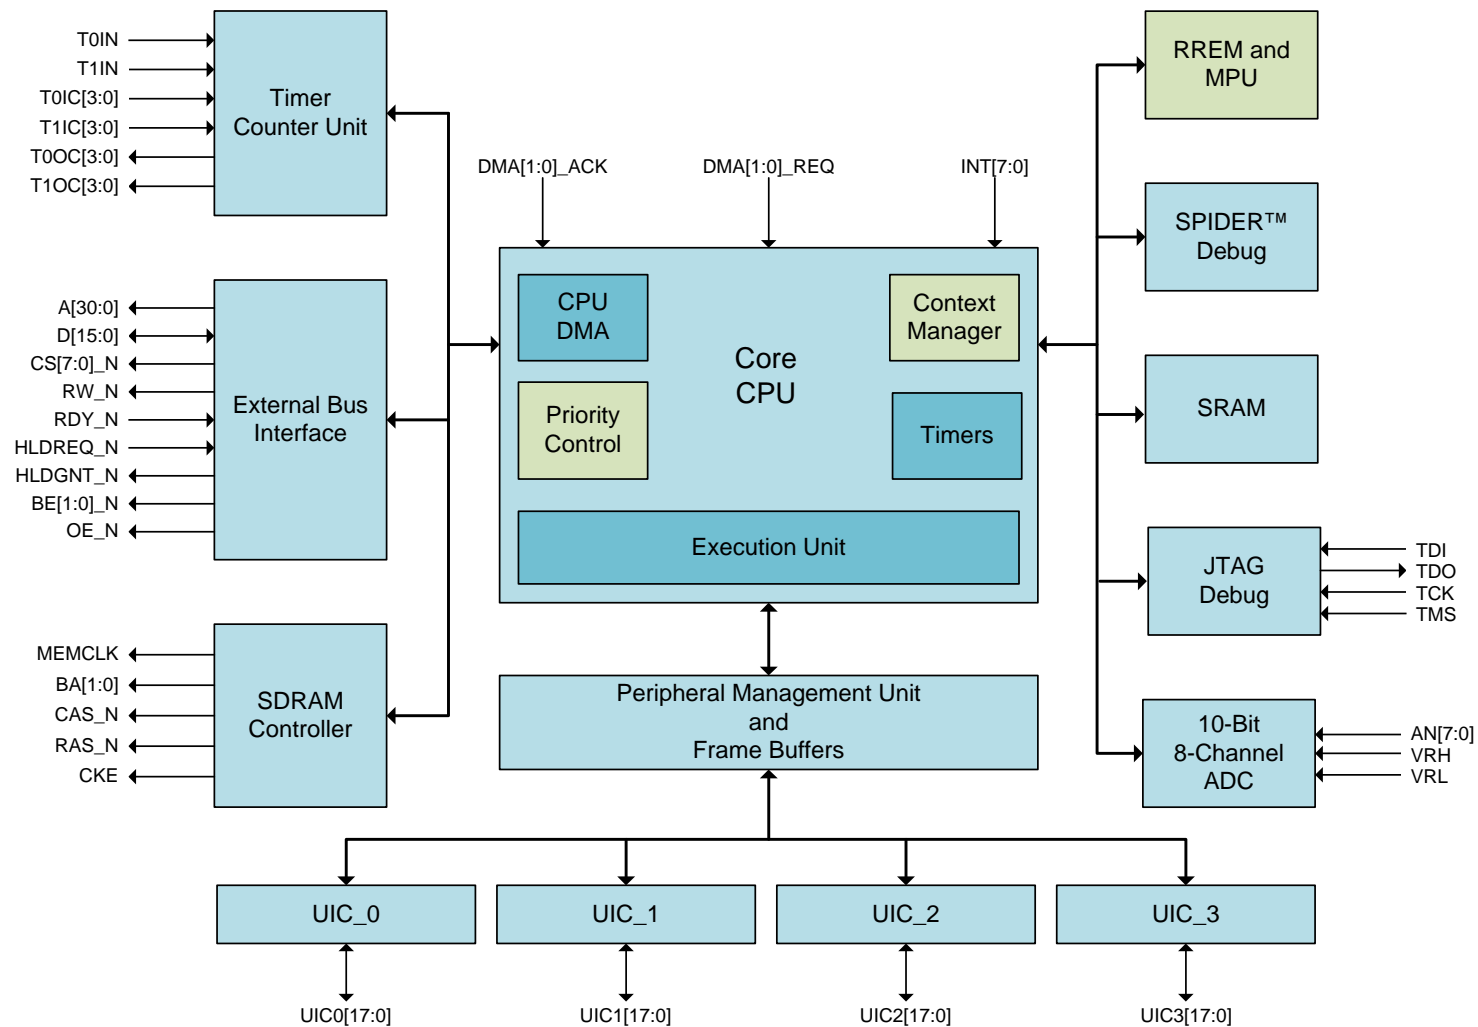 T0IN
T1IN
T0IC[3:0]
T1IC[3:0]
T0OC[3:0]
T1OC[3:0]
Timer
Counter Unit
A[30:0]
D[15:0]
CS[7:0]_N
RW_N
RDY_N
HLDREQ_N
HLDGNT_N
BE[1:0]_N
OE_N
External Bus
Interface
MEMCLK
BA[1:0]
CAS_N
RAS_N
CKE
SDRAM
Controller
DMA[1:0]_ACK
DMA[1:0]_REQ
INT[7:0]
CPU
DMA
Context
Manager
Core
CPU
Priority
Control
Timers
Execution Unit
Peripheral Management Unit
and
Frame Buffers
RREM and
MPU
SPIDER™
Debug
SRAM
JTAG
Debug
TDI
TDO
TCK
TMS
10-Bit
8-Channel
ADC
AN[7:0]
VRH
VRL
UIC_0
UIC_1
UIC_2
UIC_3
UIC0[17:0]
UIC1[17:0]
UIC2[17:0]
UIC3[17:0]